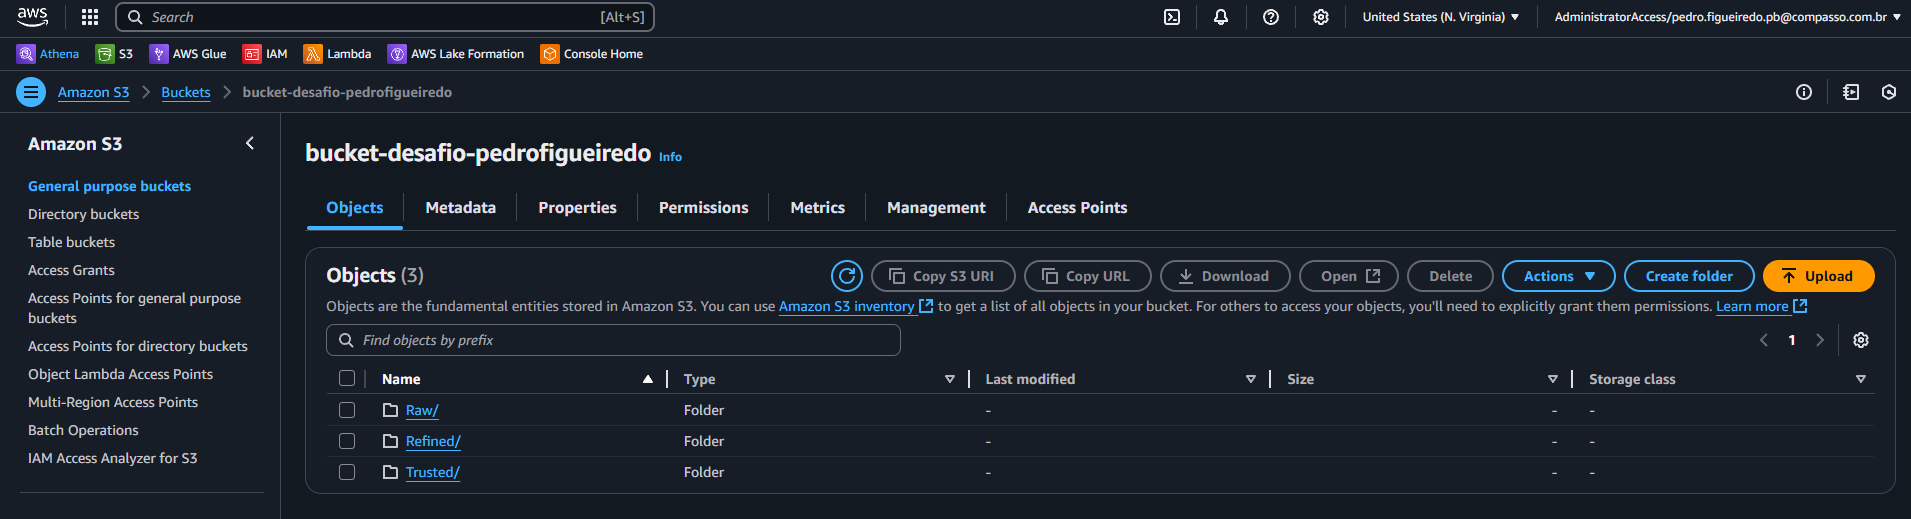 aws
Search [Alt+S] United States (N. Virginia) AdministratorAccess/pedro.figueiredo.pb@compasso.com.br
Athena S3 AWS Glue IAM Lambda AWS Lake Formation Console Home
Amazon S3 Buckets bucket-desafio-pedrofigueiredo
Amazon S3
General purpose buckets
Directory buckets
Table buckets
Access Grants
Access Points for general purpose
buckets
Access Points for directory buckets
Object Lambda Access Points
Multi-Region Access Points
Batch Operations
IAM Access Analyzer for S3
bucket-desafio-pedrofigueiredo Info
Objects Metadata Properties Permissions Metrics Management Access Points
Objects (3) Copy S3 URI Copy URL Download Open Delete Actions Create folder Upload
Objects are the fundamental entities stored in Amazon S3. You can use Amazon S3 inventory to get a list of all objects in your bucket. For others to access your objects, you'll need to explicitly grant them permissions. Learn more
Find objects by prefix 1
Name Type Last modified Size Storage class
Raw/ Folder - - -
Refined/ Folder - - -
Trusted/ Folder - - -